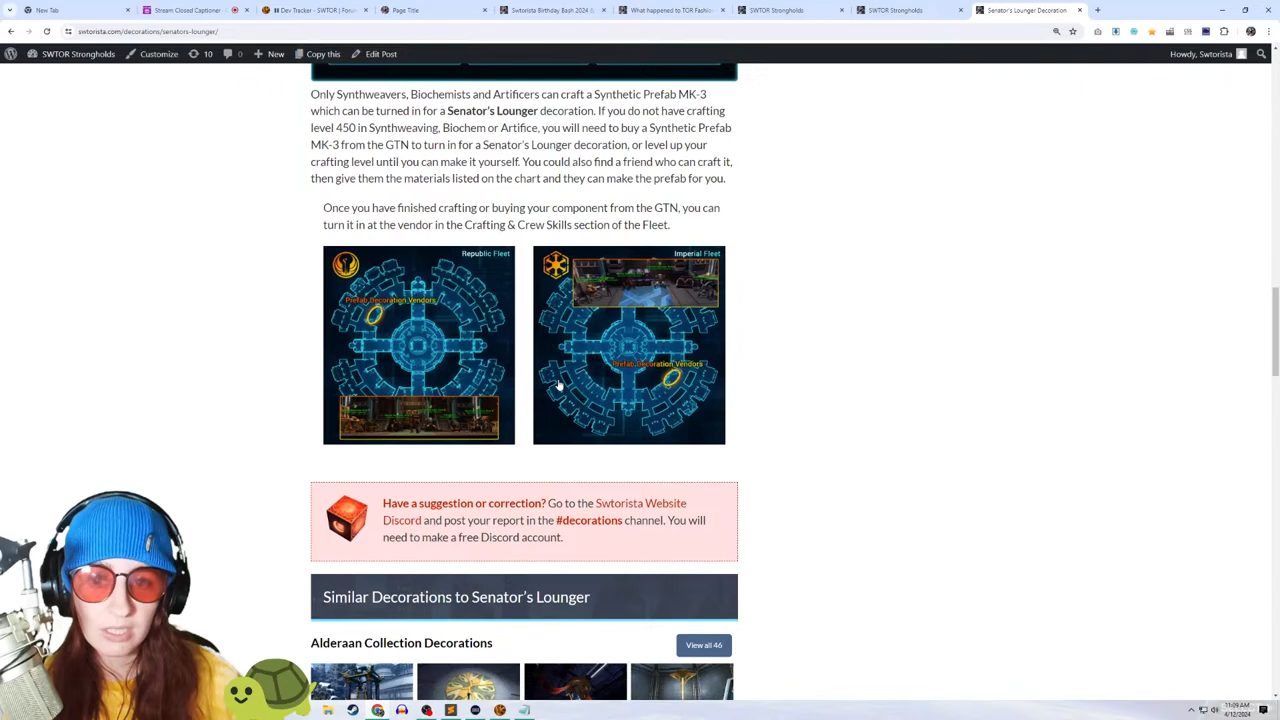 New Tab
Stream Closed Captioner
Dev Tracker - SWTOR | Forum
Page Title
Swtorista Birthday Bash 2024 &
What happened to TOR Fashion
SWTOR Strongholds
SWTOR Strongholds
Senator's Lounger Decoration
swtorista.com/decorations/senators-lounger/
SWTOR Strongholds
Customize
10
0
New
Copy this
Edit Post
Howdy, Swtorista
Only Synthweavers, Biochemists and Artificers can craft a Synthetic Prefab MK-3
which can be turned in for a Senator's Lounger decoration. If you do not have crafting
level 450 in Synthweaving, Biochem or Artifice, you will need to buy a Synthetic Prefab
MK-3 from the GTN to turn in for a Senator's Lounger decoration, or level up your
crafting level until you can make it yourself. You could also find a friend who can craft it,
then give them the materials listed on the chart and they can make the prefab for you.
Once you have finished crafting or buying your component from the GTN, you can
turn it in at the vendor in the Crafting & Crew Skills section of the Fleet.
Republic Fleet
Prefab Decoration Vendors
Imperial Fleet
Prefab Decoration Vendors
Have a suggestion or correction? Go to the Swtorista Website
Discord and post your report in the #decorations channel. You will
need to make a free Discord account.
Similar Decorations to Senator's Lounger
Alderaan Collection Decorations
View all 46
11:09 AM
4/12/2024